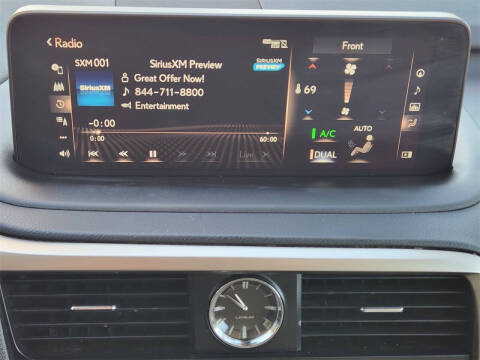 Radio
SXM 001
SiriusXM Preview
SiriusXM
PREVIEW
SiriusXM
Great Offer Now!
844-711-8800
Entertainment
-0:00
0:00
60:00
Live
Front
69
A/C
AUTO
DUAL
LEXUS